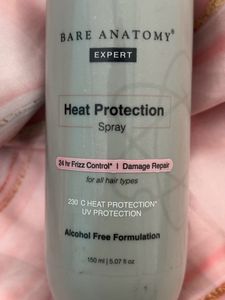 BARE ANATOMY®
EXPERT
Heat Protection
Spray
24 hr Frizz Control* | Damage Repair
for all hair types
230°C HEAT PROTECTION*
UV PROTECTION
Alcohol Free Formulation
150 ml | 5.07 fl oz